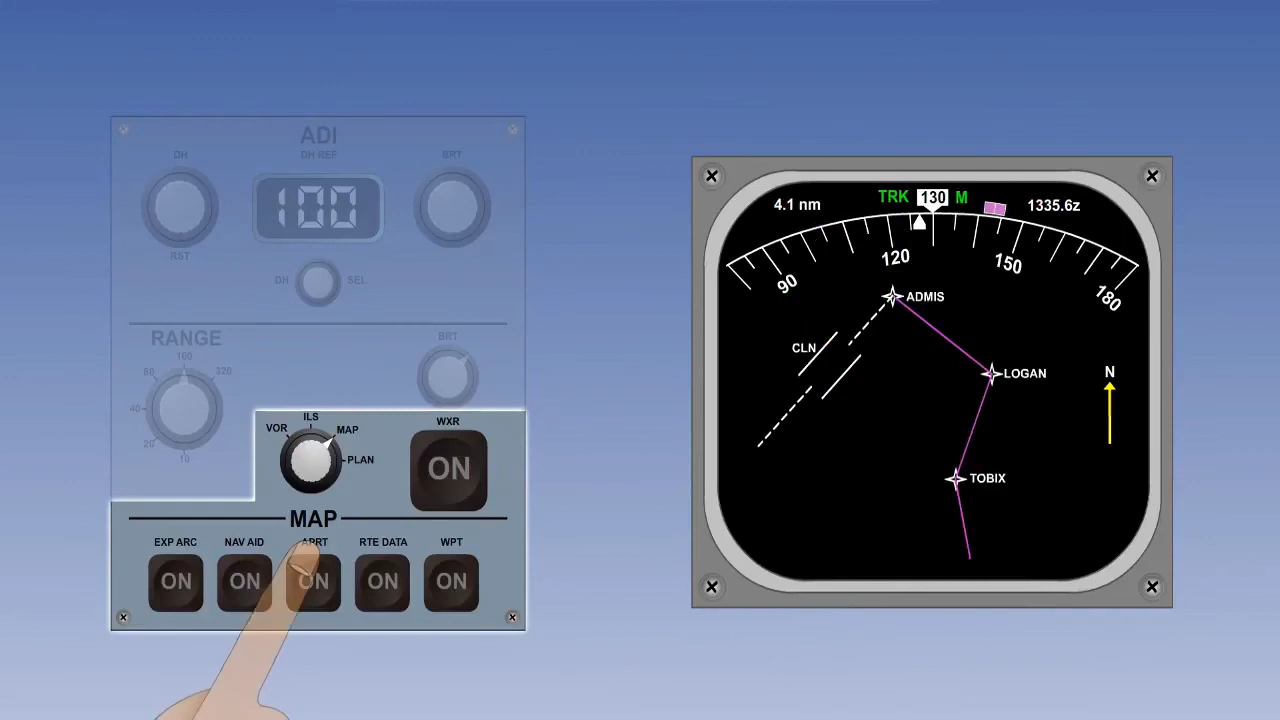 ADI
DH
DH REF
BRT
100
RST
DH
SEL
RANGE
BRT
160
80
320
40
20
10
ILS
VOR
MAP
PLAN
WXR
ON
MAP
EXP ARC
NAV AID
APRT
RTE DATA
WPT
ON
ON
ON
ON
ON
4.1 nm
TRK
130
M
1335.6z
90
120
150
180
ADMIS
CLN
LOGAN
N
TOBIX